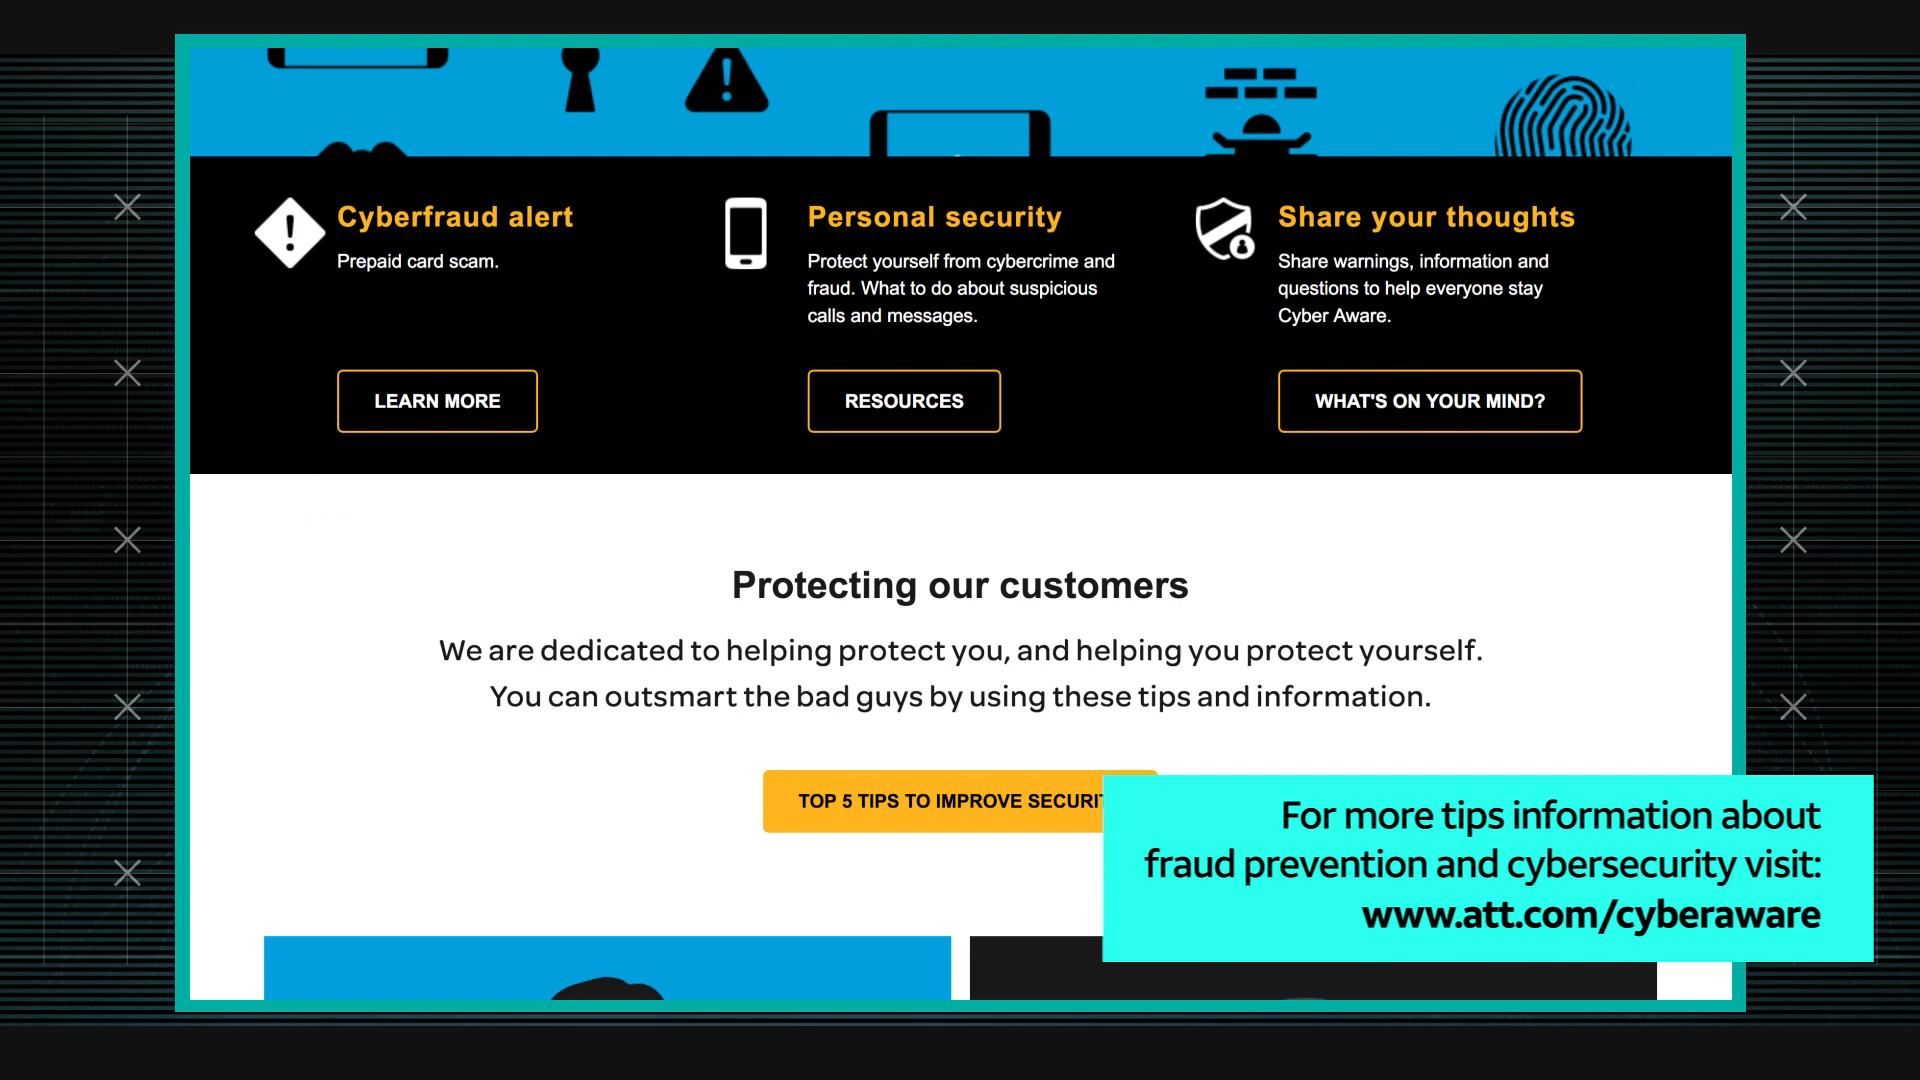 Cyberfraud alert
Prepaid card scam.
LEARN MORE
Personal security
Protect yourself from cybercrime and
fraud. What to do about suspicious
calls and messages.
RESOURCES
Share your thoughts
Share warnings, information and
questions to help everyone stay
Cyber Aware.
WHAT'S ON YOUR MIND?
Protecting our customers
We are dedicated to helping protect you, and helping you protect yourself.
You can outsmart the bad guys by using these tips and information.
TOP 5 TIPS TO IMPROVE
For more tips information about
fraud prevention and cybersecurity visit:
www.att.com/cyberaware